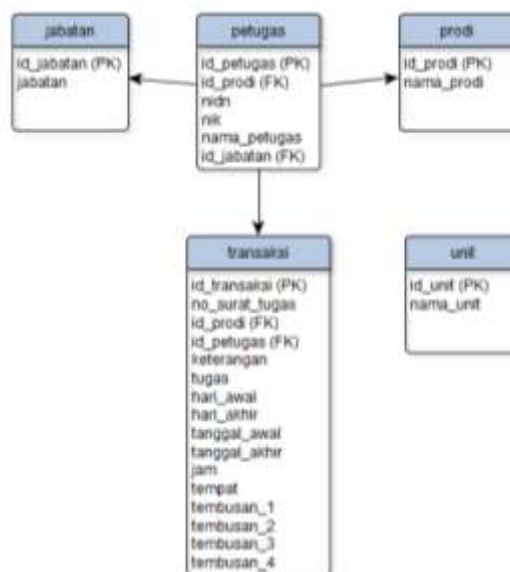 jabatan
id_jabatan (PK)
jabatan
petugas
id_petugas (PK)
id_prodi (FK)
nidn
nik
nama_petugas
id_jabatan (FK)
prodi
id_prodi (PK)
nama_prodi
transaksi
id_transaksi (PK)
no_surat_tugas
id_prodi (FK)
id_petugas (FK)
keterangan
tugas
hari_awal
hari_akhir
tanggal_awal
tanggal_akhir
jam
tempat
tembusan_1
tembusan_2
tembusan_3
tembusan_4
unit
id_unit (PK)
nama_unit